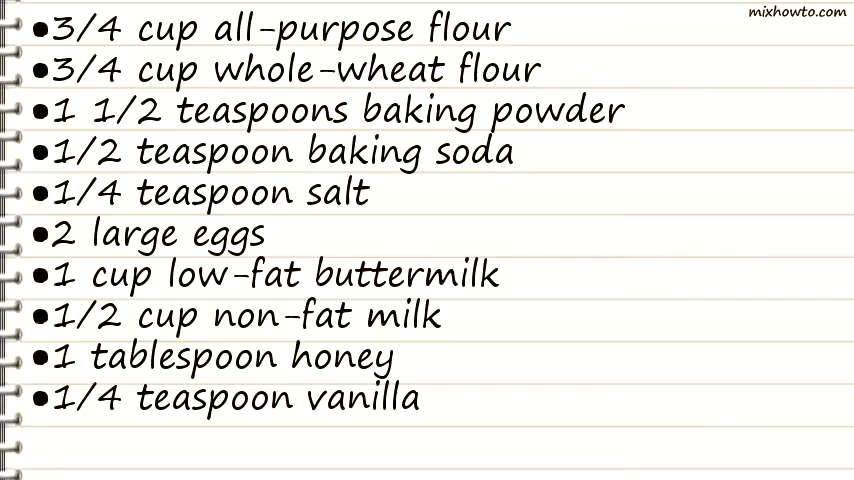 mixhowto.com
•3/4 cup all-purpose flour
•3/4 cup whole-wheat flour
•1 1/2 teaspoons baking powder
•1/2 teaspoon baking soda
•1/4 teaspoon salt
•2 large eggs
•1 cup low-fat buttermilk
•1/2 cup non-fat milk
•1 tablespoon honey
•1/4 teaspoon vanilla